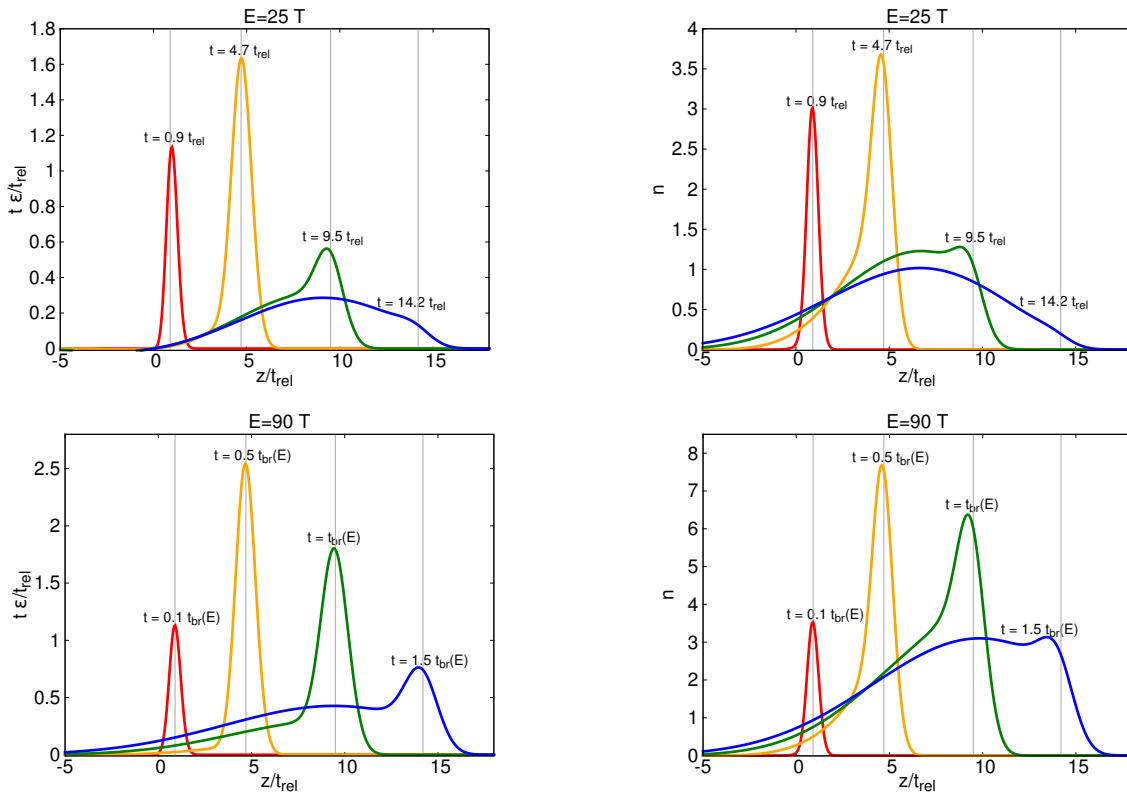 E=25 T
1.8
1.6
1.4
1.2
1
0.8
0.6
0.4
0.2
0
t ε/t_rel
t = 0.9 t_rel
t = 4.7 t_rel
t = 9.5 t_rel
t = 14.2 t_rel
-5 0 5 10 15
z/t_rel
E=25 T
4
3.5
3
2.5
2
1.5
1
0.5
0
n
t = 0.9 t_rel
t = 4.7 t_rel
t = 9.5 t_rel
t = 14.2 t_rel
-5 0 5 10 15
z/t_rel
E=90 T
2.5
2
1.5
1
0.5
0
t ε/t_rel
t = 0.1 t_br(E)
t = 0.5 t_br(E)
t = t_br(E)
t = 1.5 t_br(E)
-5 0 5 10 15
z/t_rel
E=90 T
8
7
6
5
4
3
2
1
0
n
t = 0.1 t_br(E)
t = 0.5 t_br(E)
t = t_br(E)
t = 1.5 t_br(E)
-5 0 5 10 15
z/t_rel